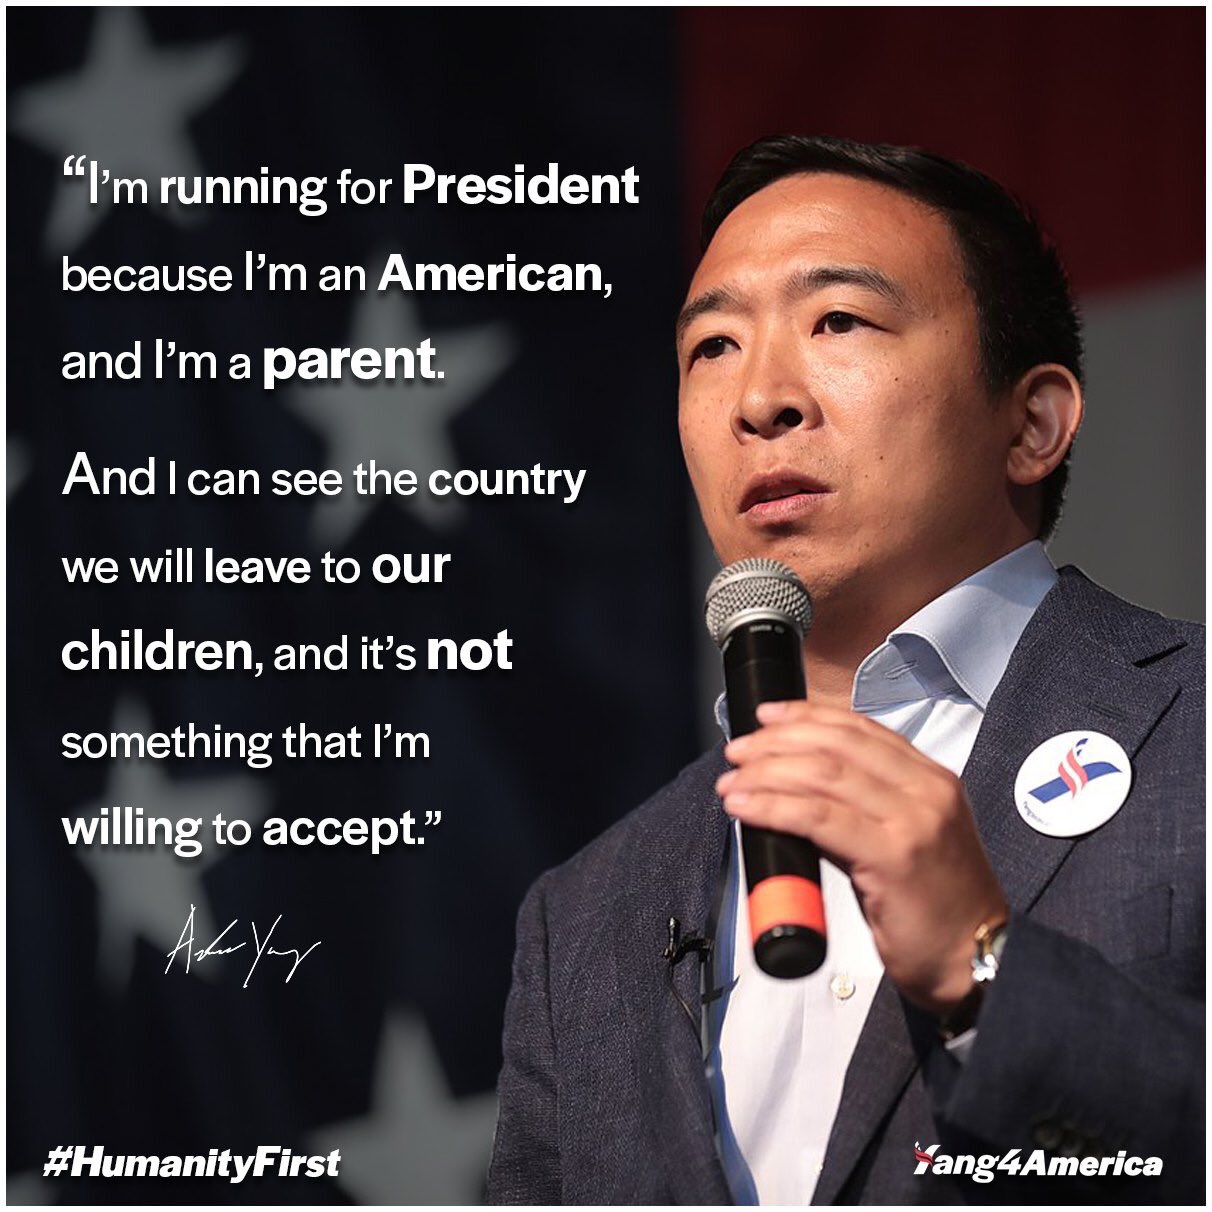 “I’m running for President
because I’m an American,
and I’m a parent.
And I can see the country
we will leave to our
children, and it’s not
something that I’m
willing to accept.”
Andrew Yang
#HumanityFirst
Yang4America